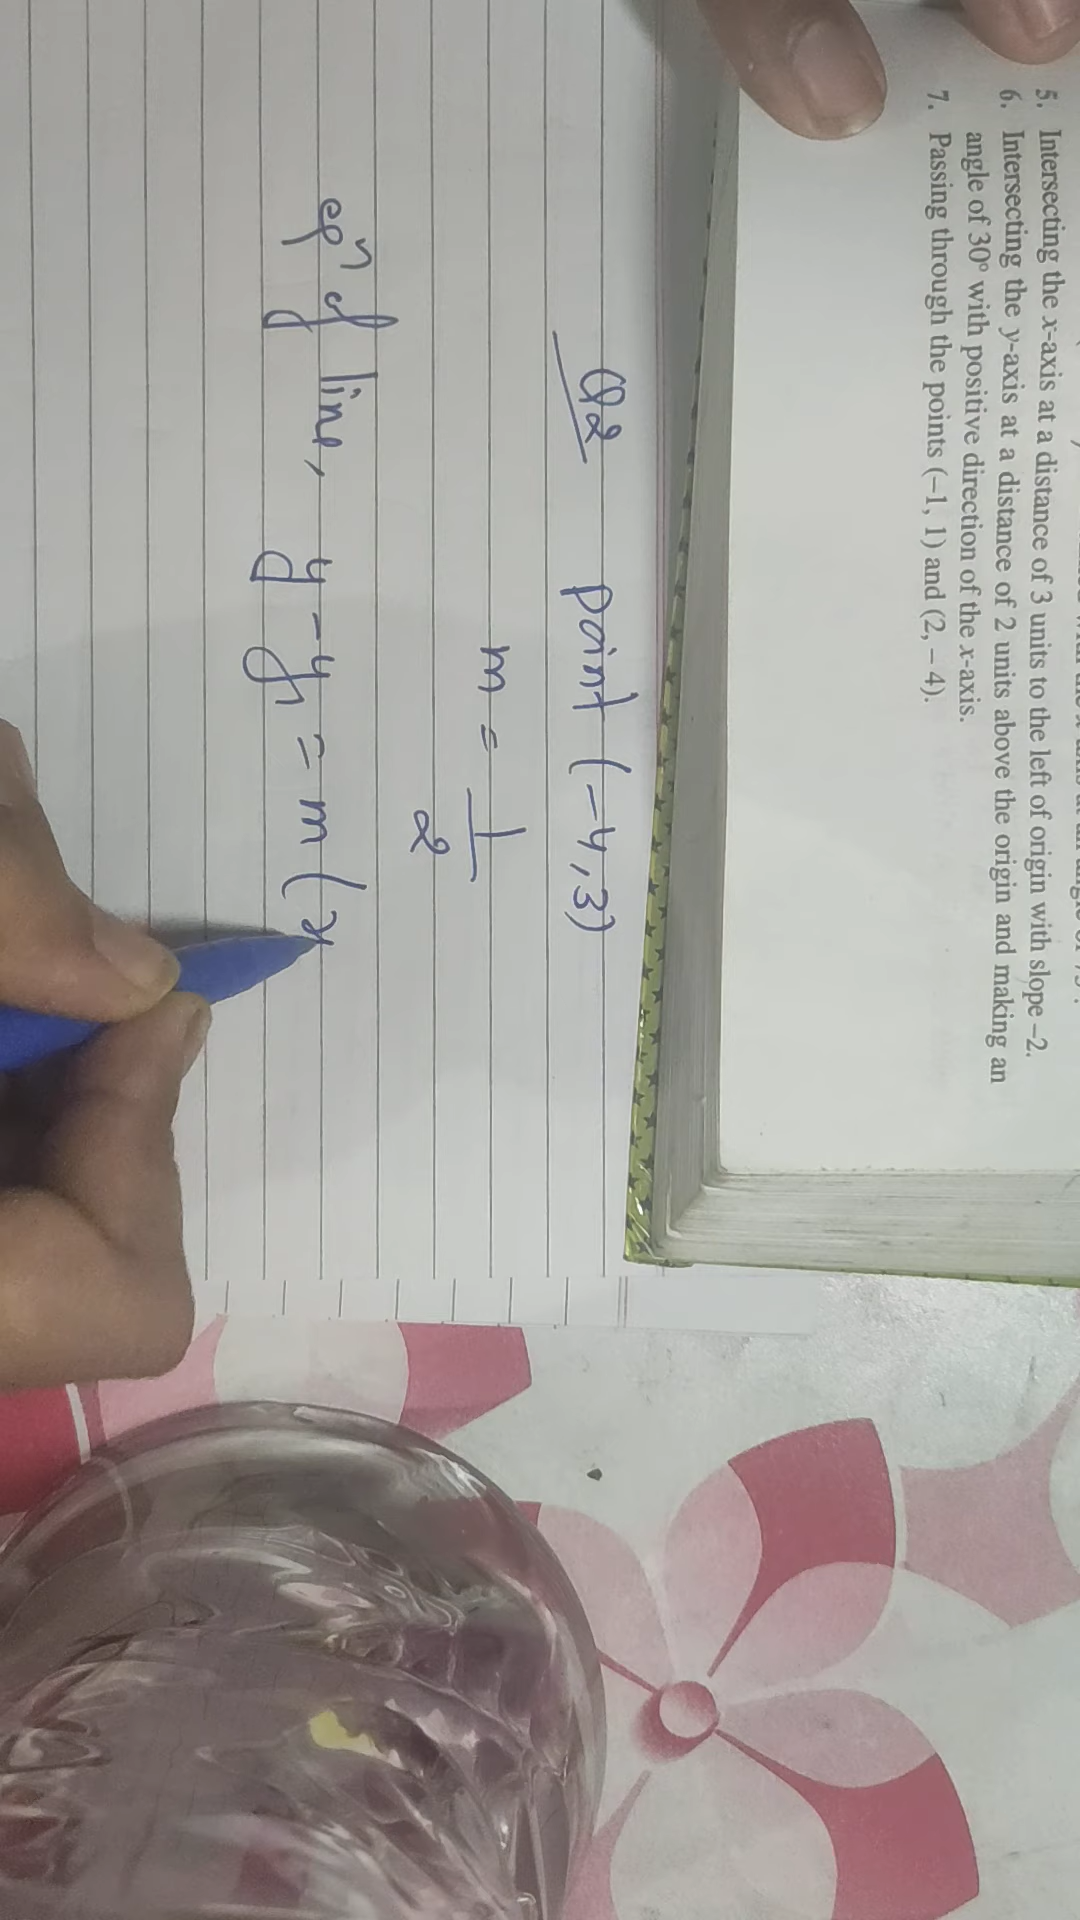 5. Intersecting the x-axis at a distance of 3 units to the left of origin with slope –2.
6. Intersecting the y-axis at a distance of 2 units above the origin and making an
angle of 30° with positive direction of the x-axis.
7. Passing through the points (–1, 1) and (2, – 4).
Q2 point (-4,3)
m = 1/2
eqⁿ of line, y - y₁ = m (x